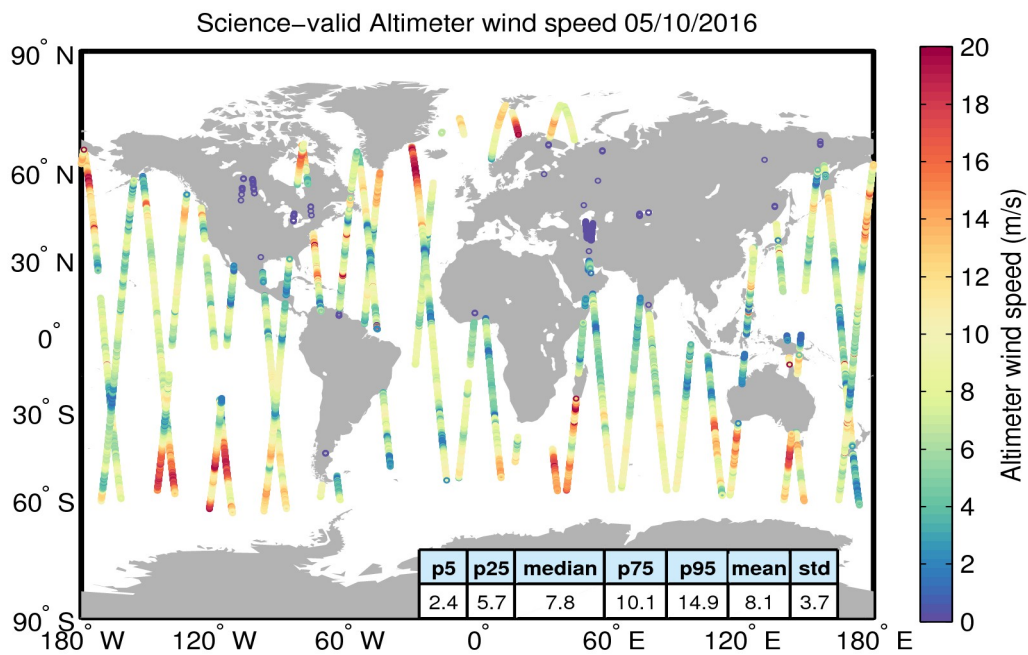 Science−valid Altimeter wind speed 05/10/2016
90° N
60° N
30° N
0°
30° S
60° S
90° S
180° W
120° W
60° W
0°
60° E
120° E
180° E
p5 p25 median p75 p95 mean std
2.4 5.7 7.8 10.1 14.9 8.1 3.7
20
18
16
14
12
10
8
6
4
2
0
Altimeter wind speed (m/s)